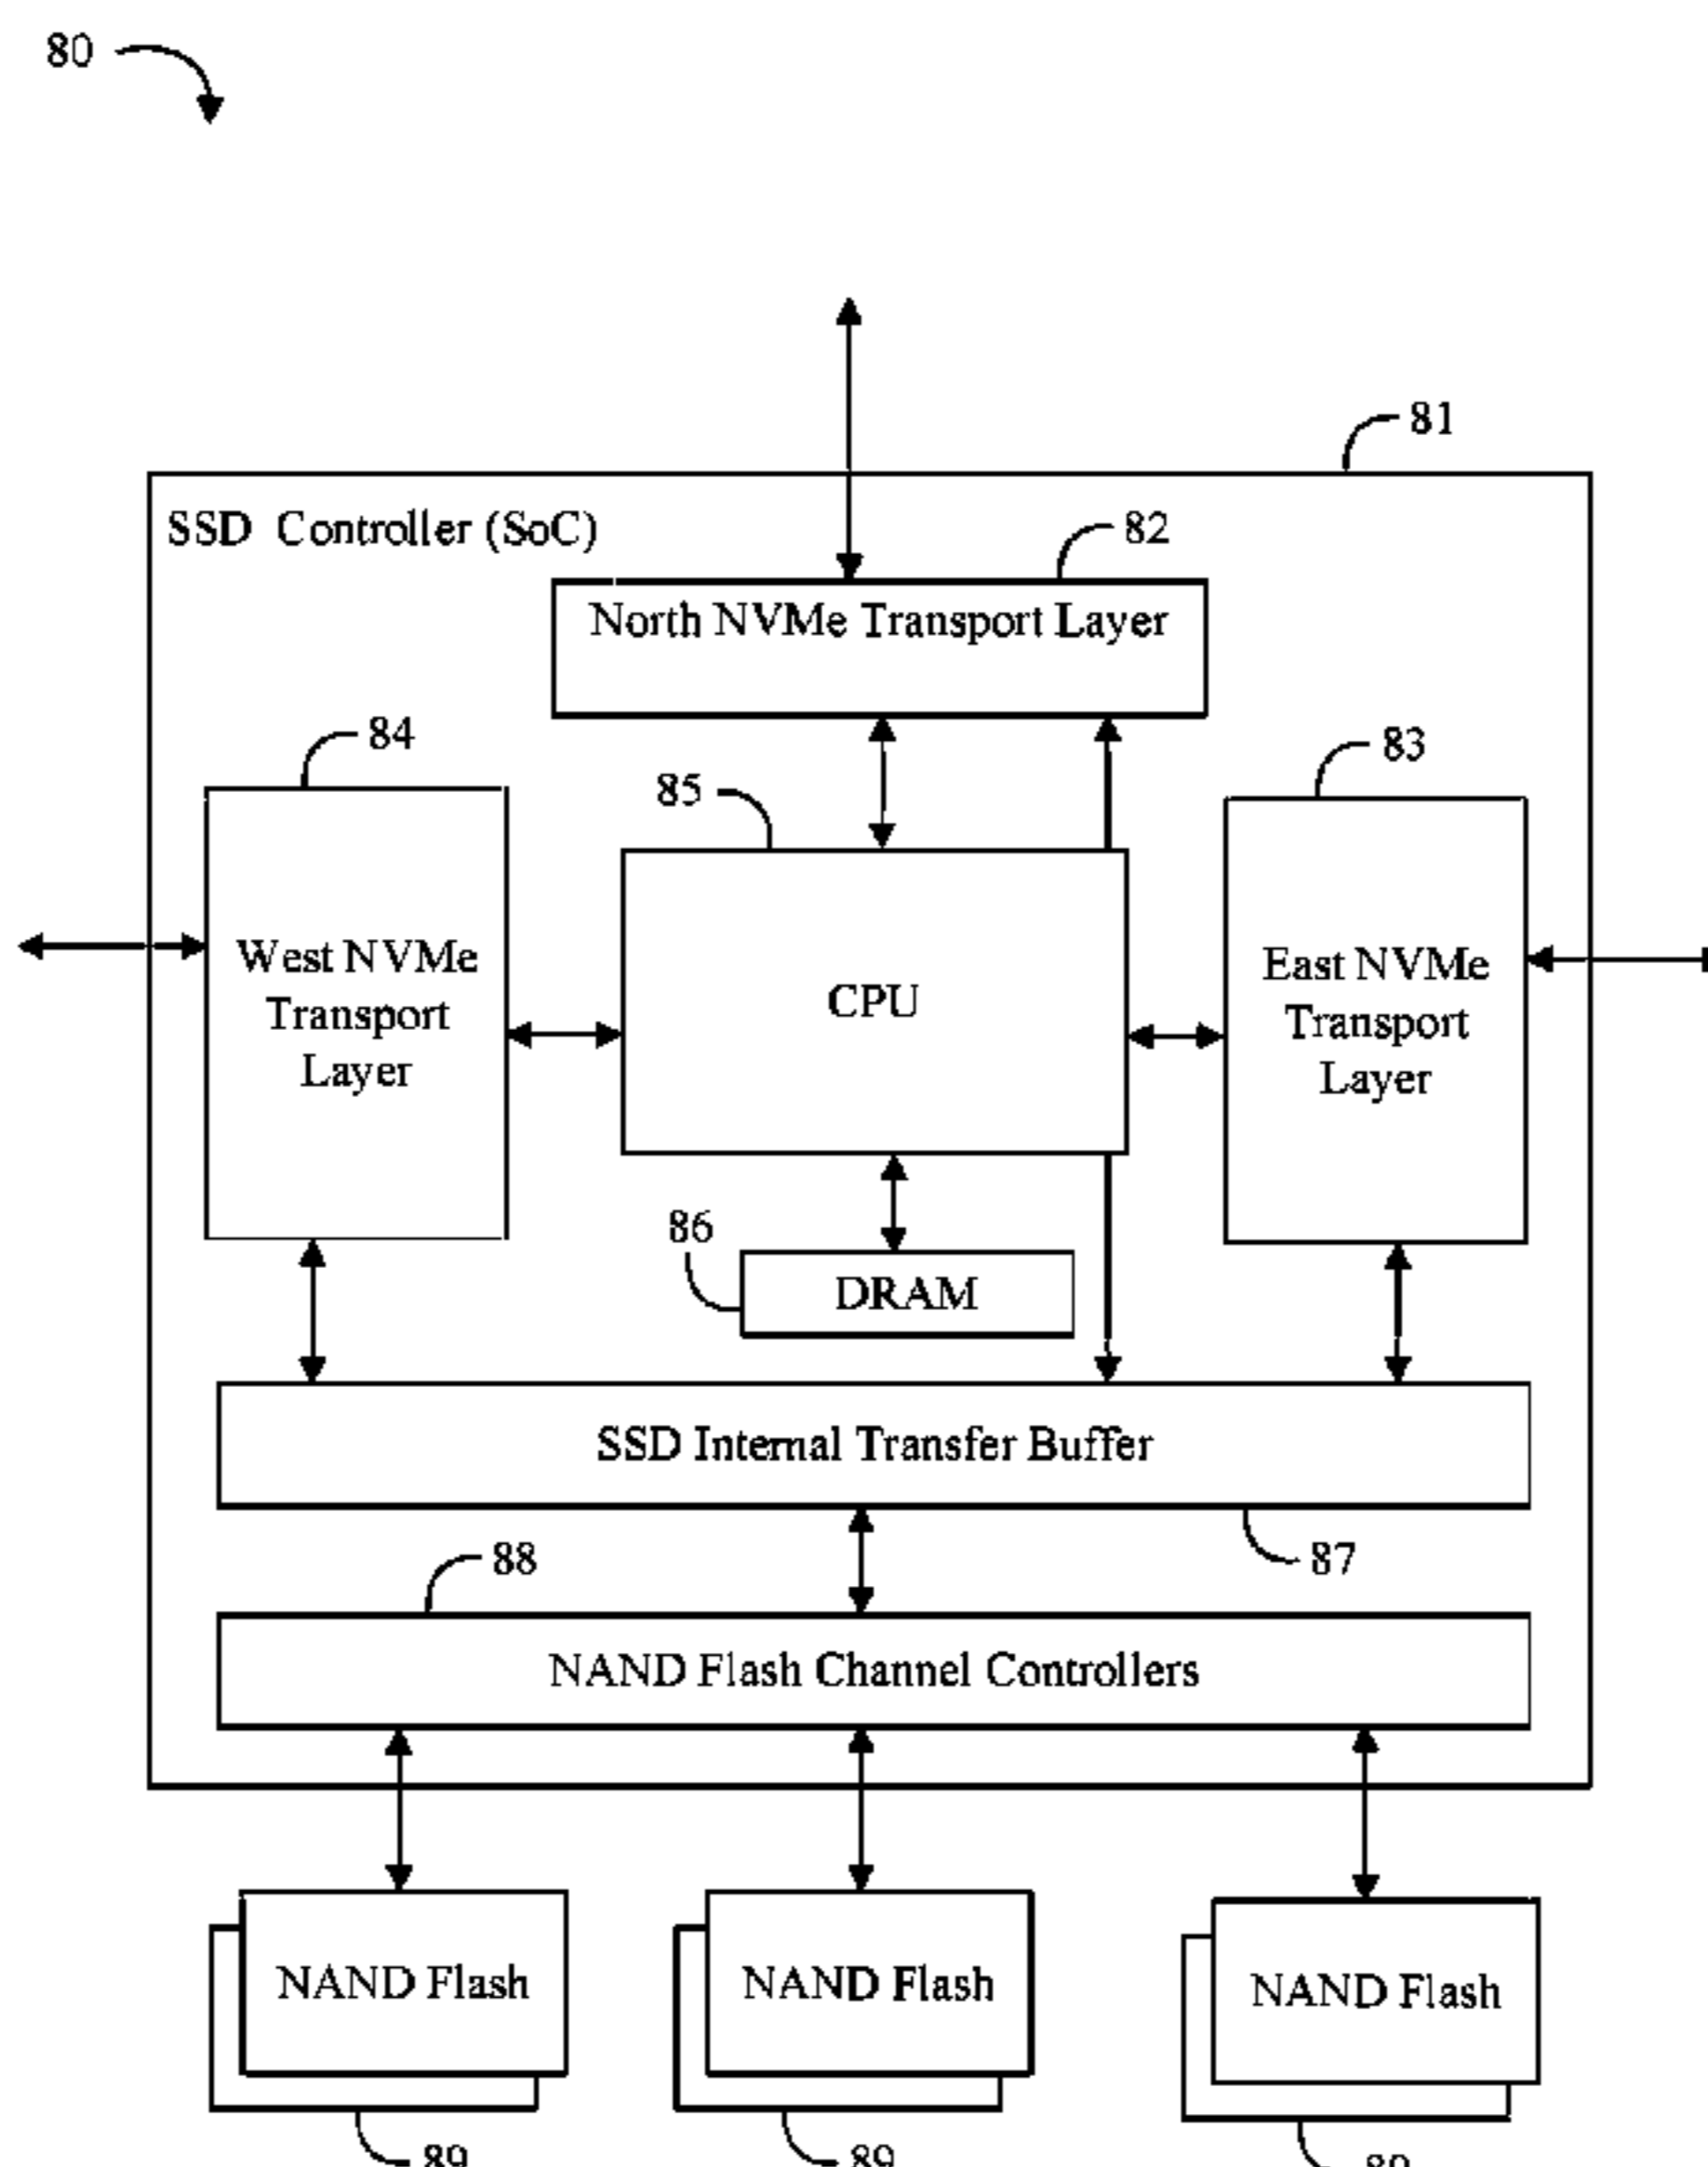 80
81
SSD Controller (SoC)
82
North NVMe Transport Layer
84
83
85
West NVMe
Transport
Layer
CPU
East NVMe
Transport
Layer
86
DRAM
SSD Internal Transfer Buffer
87
88
NAND Flash Channel Controllers
NAND Flash
NAND Flash
NAND Flash
89
89
89